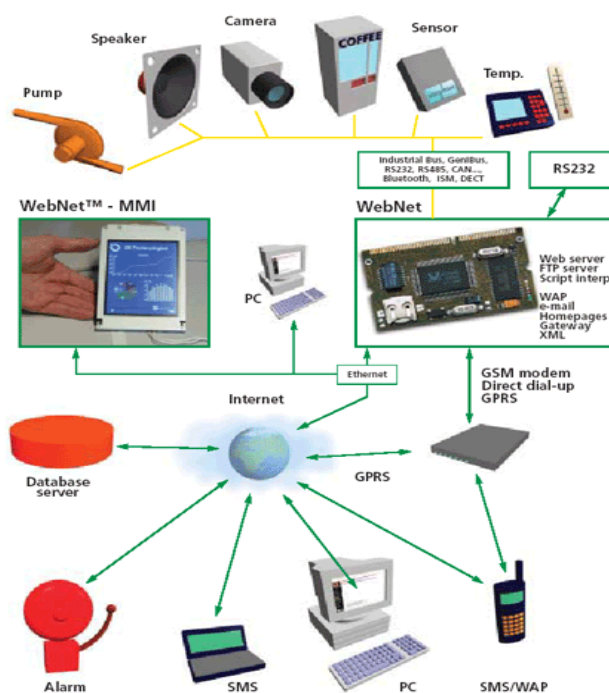 Speaker
Camera
COFFEE
Sensor
Temp.
Pump
Industrial Bus, GeniBus,
RS232, RS485, CAN...,
Bluetooth, ISM, DECT
RS232
WebNet™ - MMI
WebNet
Web server
FTP server
Script interp
WAP
e-mail
Homepages
Gateway
XML
PC
Ethernet
GSM modem
Direct dial-up
GPRS
Internet
GPRS
Database
server
Alarm
SMS
PC
SMS/WAP